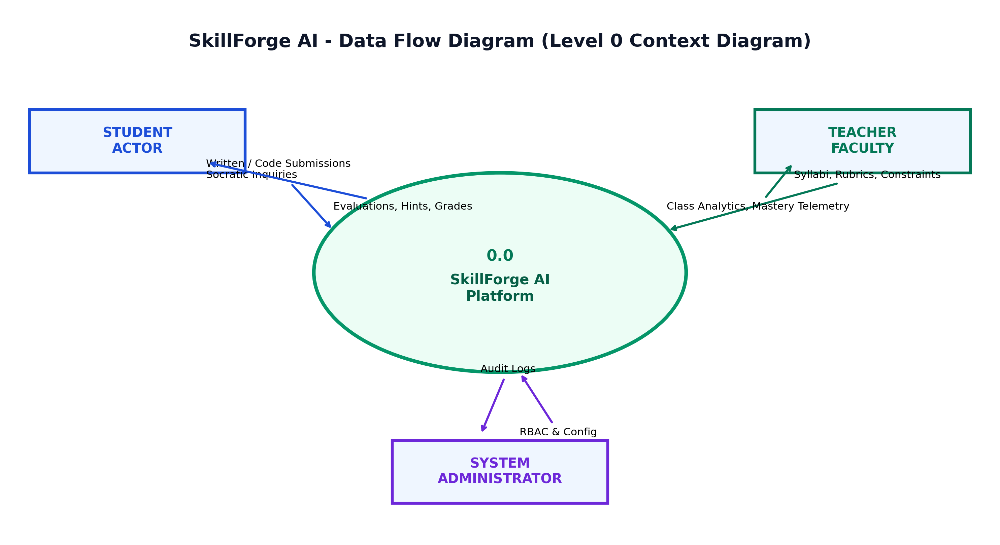 SkillForge AI - Data Flow Diagram (Level 0 Context Diagram)
STUDENT
ACTOR
TEACHER
FACULTY
Written / Code Submissions
Socratic Inquiries
Syllabi, Rubrics, Constraints
Evaluations, Hints, Grades
Class Analytics, Mastery Telemetry
0.0
SkillForge AI
Platform
Audit Logs
RBAC & Config
SYSTEM
ADMINISTRATOR